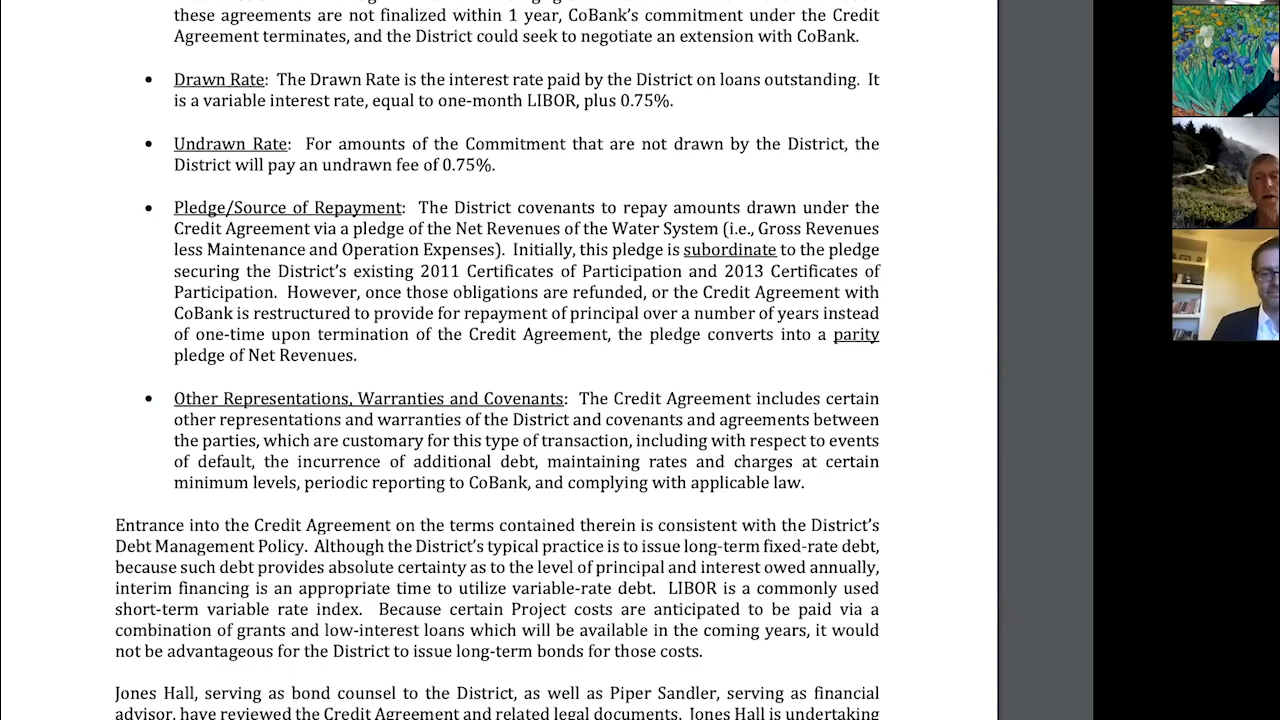 these agreements are not finalized within 1 year, CoBank's commitment under the Credit
Agreement terminates, and the District could seek to negotiate an extension with CoBank.
• Drawn Rate: The Drawn Rate is the interest rate paid by the District on loans outstanding. It
is a variable interest rate, equal to one-month LIBOR, plus 0.75%.
• Undrawn Rate: For amounts of the Commitment that are not drawn by the District, the
District will pay an undrawn fee of 0.75%.
• Pledge/Source of Repayment: The District covenants to repay amounts drawn under the
Credit Agreement via a pledge of the Net Revenues of the Water System (i.e., Gross Revenues
less Maintenance and Operation Expenses). Initially, this pledge is subordinate to the pledge
securing the District's existing 2011 Certificates of Participation and 2013 Certificates of
Participation. However, once those obligations are refunded, or the Credit Agreement with
CoBank is restructured to provide for repayment of principal over a number of years instead
of one-time upon termination of the Credit Agreement, the pledge converts into a parity
pledge of Net Revenues.
• Other Representations, Warranties and Covenants: The Credit Agreement includes certain
other representations and warranties of the District and covenants and agreements between
the parties, which are customary for this type of transaction, including with respect to events
of default, the incurrence of additional debt, maintaining rates and charges at certain
minimum levels, periodic reporting to CoBank, and complying with applicable law.
Entrance into the Credit Agreement on the terms contained therein is consistent with the District's
Debt Management Policy. Although the District's typical practice is to issue long-term fixed-rate debt,
because such debt provides absolute certainty as to the level of principal and interest owed annually,
interim financing is an appropriate time to utilize variable-rate debt. LIBOR is a commonly used
short-term variable rate index. Because certain Project costs are anticipated to be paid via a
combination of grants and low-interest loans which will be available in the coming years, it would
not be advantageous for the District to issue long-term bonds for those costs.
Jones Hall, serving as bond counsel to the District, as well as Piper Sandler, serving as financial
advisor, have reviewed the Credit Agreement and related legal documents. Jones Hall is undertaking